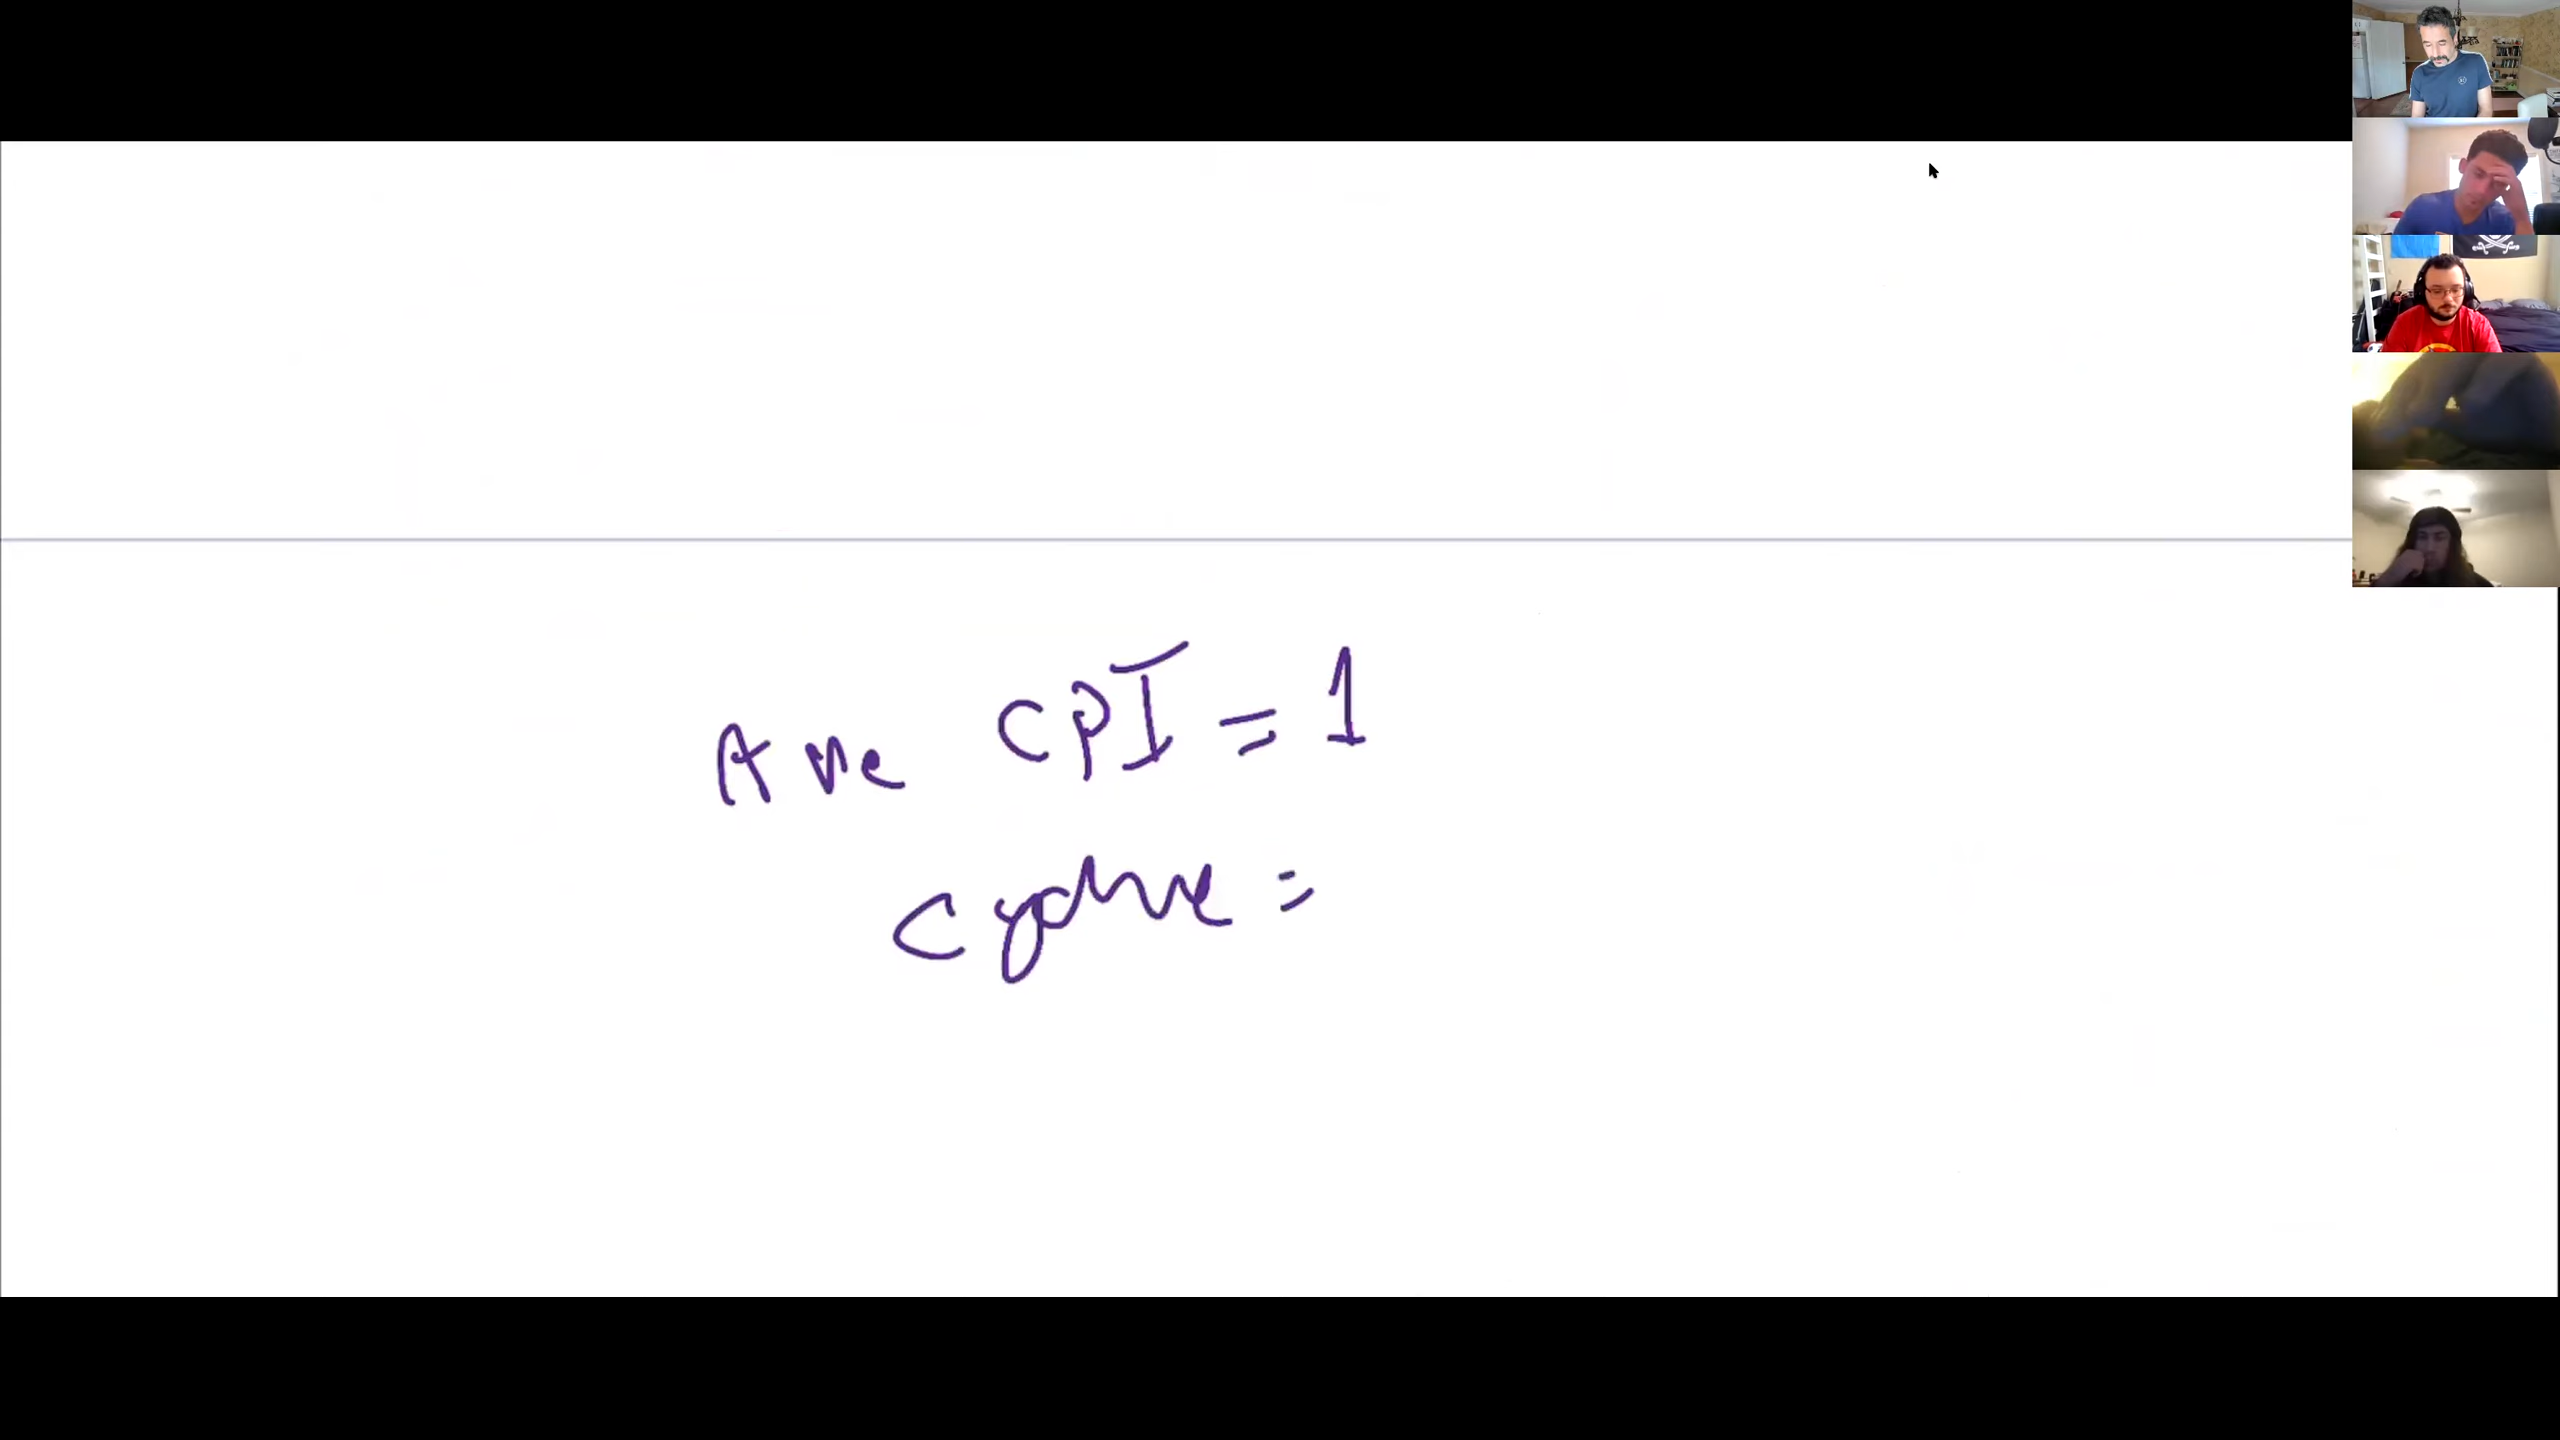 Ave CPI = 1
Cycle =